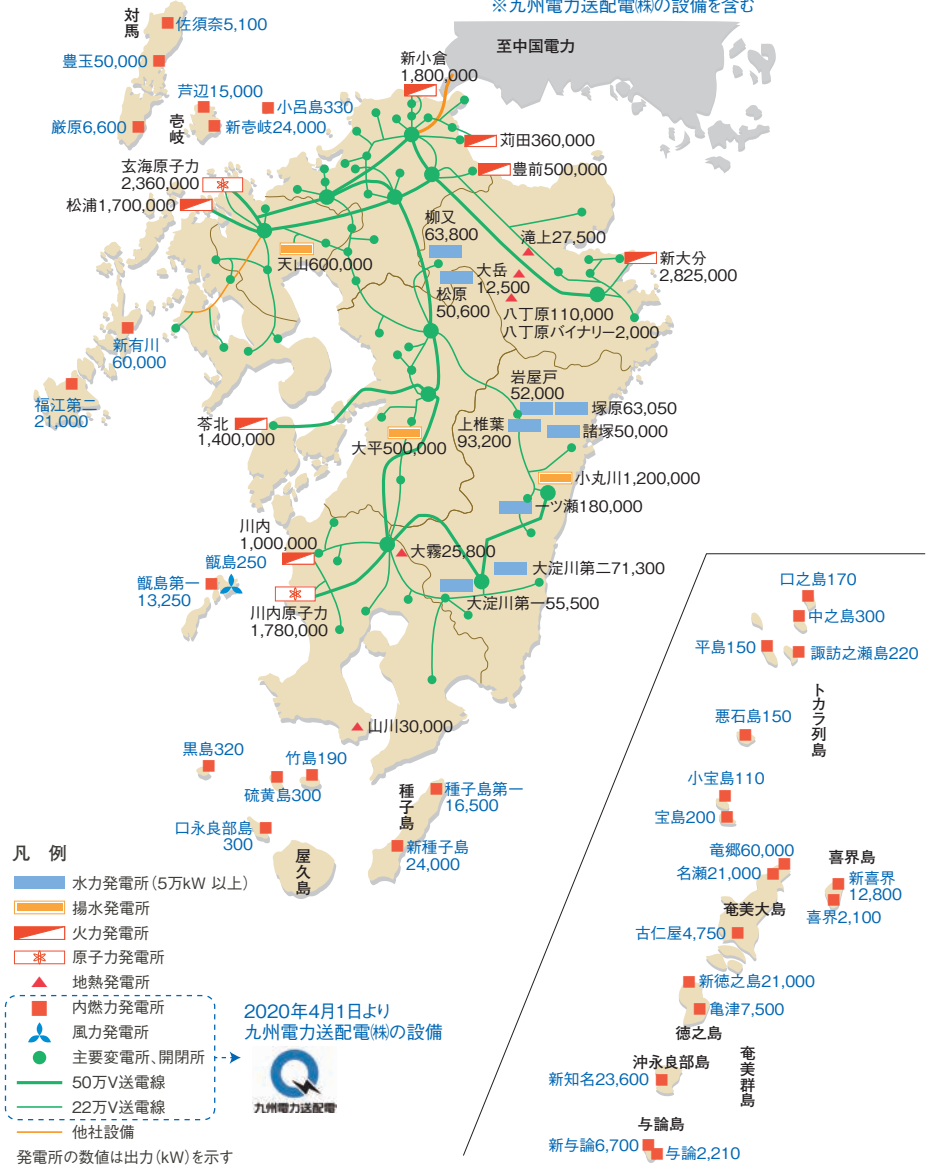 ※九州電力送配電㈱の設備を含む
至中国電力
対馬
佐須奈5,100
豊玉50,000
厳原6,600
芦辺15,000
小呂島330
新壱岐24,000
壱岐
新小倉
1,800,000
苅田360,000
豊前500,000
玄海原子力
2,360,000
松浦1,700,000
天山600,000
柳又
63,800
松原
50,600
滝上27,500
大岳
12,500
八丁原110,000
八丁原バイナリー2,000
新大分
2,825,000
新有川
60,000
福江第二
21,000
苓北
1,400,000
大平500,000
岩屋戸
52,000
塚原63,050
上椎葉
93,200
諸塚50,000
小丸川1,200,000
一ツ瀬180,000
川内
1,000,000
大霧25,800
大淀川第二71,300
大淀川第一55,500
甑島250
甑島第一
13,250
川内原子力
1,780,000
山川30,000
黒島320
竹島190
硫黄島300
口永良部島
300
屋久島
種子島
種子島第一
16,500
新種子島
24,000
口之島170
中之島300
平島150
諏訪之瀬島220
トカラ列島
悪石島150
小宝島110
宝島200
竜郷60,000
名瀬21,000
奄美大島
古仁屋4,750
喜界島
新喜界
12,800
喜界2,100
新徳之島21,000
亀津7,500
徳之島
奄美群島
沖永良部島
新知名23,600
与論島
新与論6,700
与論2,210
凡 例
水力発電所(5万kW 以上)
揚水発電所
火力発電所
原子力発電所
地熱発電所
内燃力発電所
風力発電所
主要変電所、開閉所
50万V送電線
22万V送電線
他社設備
発電所の数値は出力(kW)を示す
2020年4月1日より
九州電力送配電㈱の設備
九州電力送配電